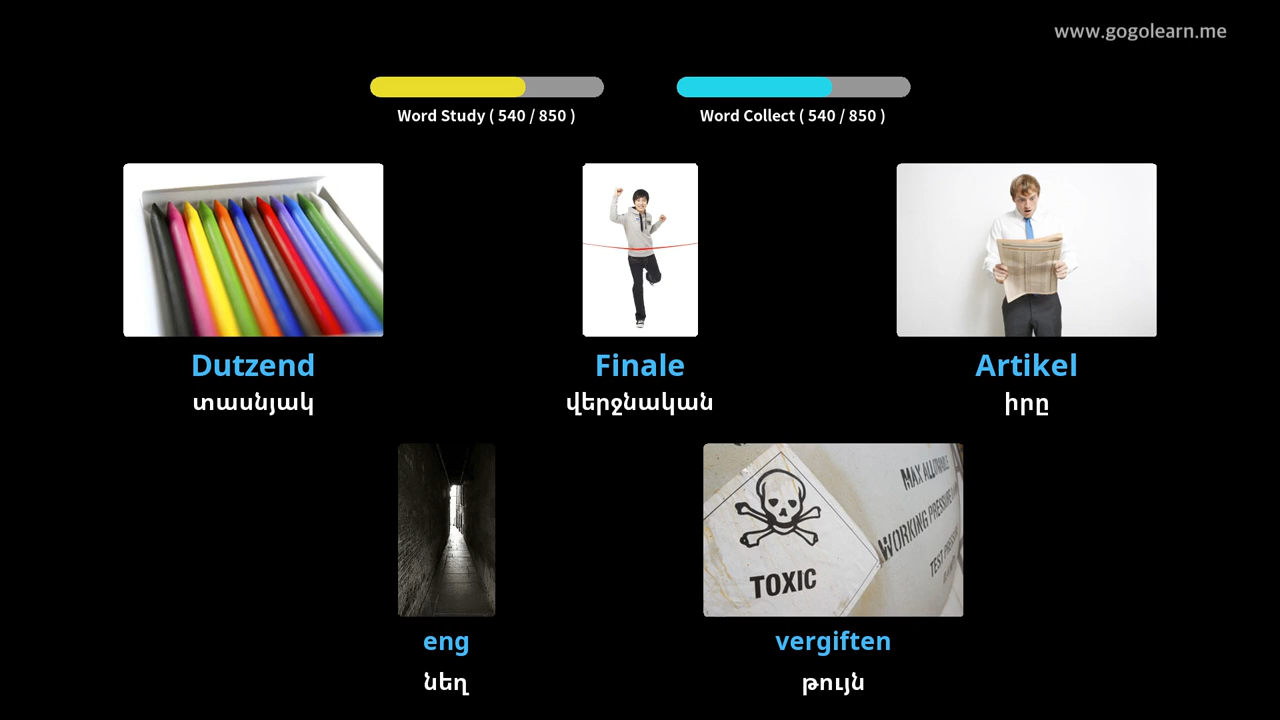 www.gogolearn.me
Word Study ( 540 / 850 )
Word Collect ( 540 / 850 )
Dutzend
Finale
Artikel
տասնյակ
վերջնական
իրը
MAX ALLOWABLE
WORKING PRESSURE
TEST
TOXIC
eng
vergiften
նեղ
թույն